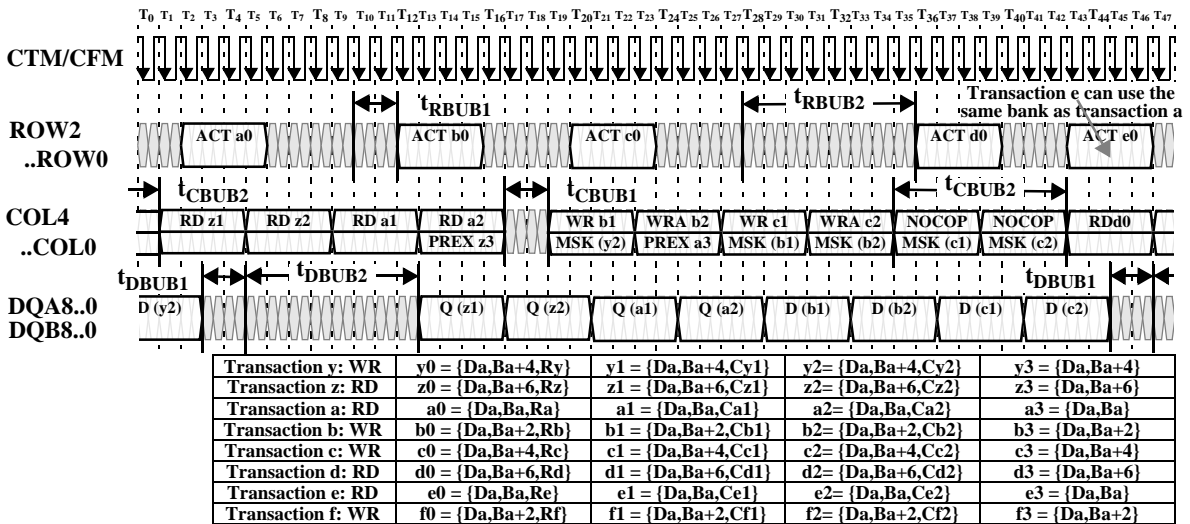 T0 T1 T2 T3 T4 T5 T6 T7 T8 T9 T10 T11 T12 T13 T14 T15 T16 T17 T18 T19 T20 T21 T22 T23 T24 T25 T26 T27 T28 T29 T30 T31 T32 T33 T34 T35 T36 T37 T38 T39 T40 T41 T42 T43 T44 T45 T46 T47
CTM/CFM
Transaction e can use the
same bank as transaction a
tRBUB1 tRBUB2
ROW2
..ROW0
ACT a0 ACT b0 ACT c0 ACT d0 ACT e0
tCBUB2 tCBUB1 tCBUB2
COL4
..COL0
RD z1 RD z2 RD a1 RD a2 WR b1 WRA b2 WR c1 WRA c2 NOCOP NOCOP RDd0
PREX z3 MSK (y2) PREX a3 MSK (b1) MSK (b2) MSK (c1) MSK (c2)
tDBUB1 tDBUB2 tDBUB1
DQA8..0
DQB8..0
D (y2) Q (z1) Q (z2) Q (a1) Q (a2) D (b1) D (b2) D (c1) D (c2)
Transaction y: WR y0 = {Da,Ba+4,Ry} y1 = {Da,Ba+4,Cy1} y2= {Da,Ba+4,Cy2} y3 = {Da,Ba+4}
Transaction z: RD z0 = {Da,Ba+6,Rz} z1 = {Da,Ba+6,Cz1} z2= {Da,Ba+6,Cz2} z3 = {Da,Ba+6}
Transaction a: RD a0 = {Da,Ba,Ra} a1 = {Da,Ba,Ca1} a2= {Da,Ba,Ca2} a3 = {Da,Ba}
Transaction b: WR b0 = {Da,Ba+2,Rb} b1 = {Da,Ba+2,Cb1} b2= {Da,Ba+2,Cb2} b3 = {Da,Ba+2}
Transaction c: WR c0 = {Da,Ba+4,Rc} c1 = {Da,Ba+4,Cc1} c2= {Da,Ba+4,Cc2} c3 = {Da,Ba+4}
Transaction d: RD d0 = {Da,Ba+6,Rd} d1 = {Da,Ba+6,Cd1} d2= {Da,Ba+6,Cd2} d3 = {Da,Ba+6}
Transaction e: RD e0 = {Da,Ba,Re} e1 = {Da,Ba,Ce1} e2= {Da,Ba,Ce2} e3 = {Da,Ba}
Transaction f: WR f0 = {Da,Ba+2,Rf} f1 = {Da,Ba+2,Cf1} f2= {Da,Ba+2,Cf2} f3 = {Da,Ba+2}